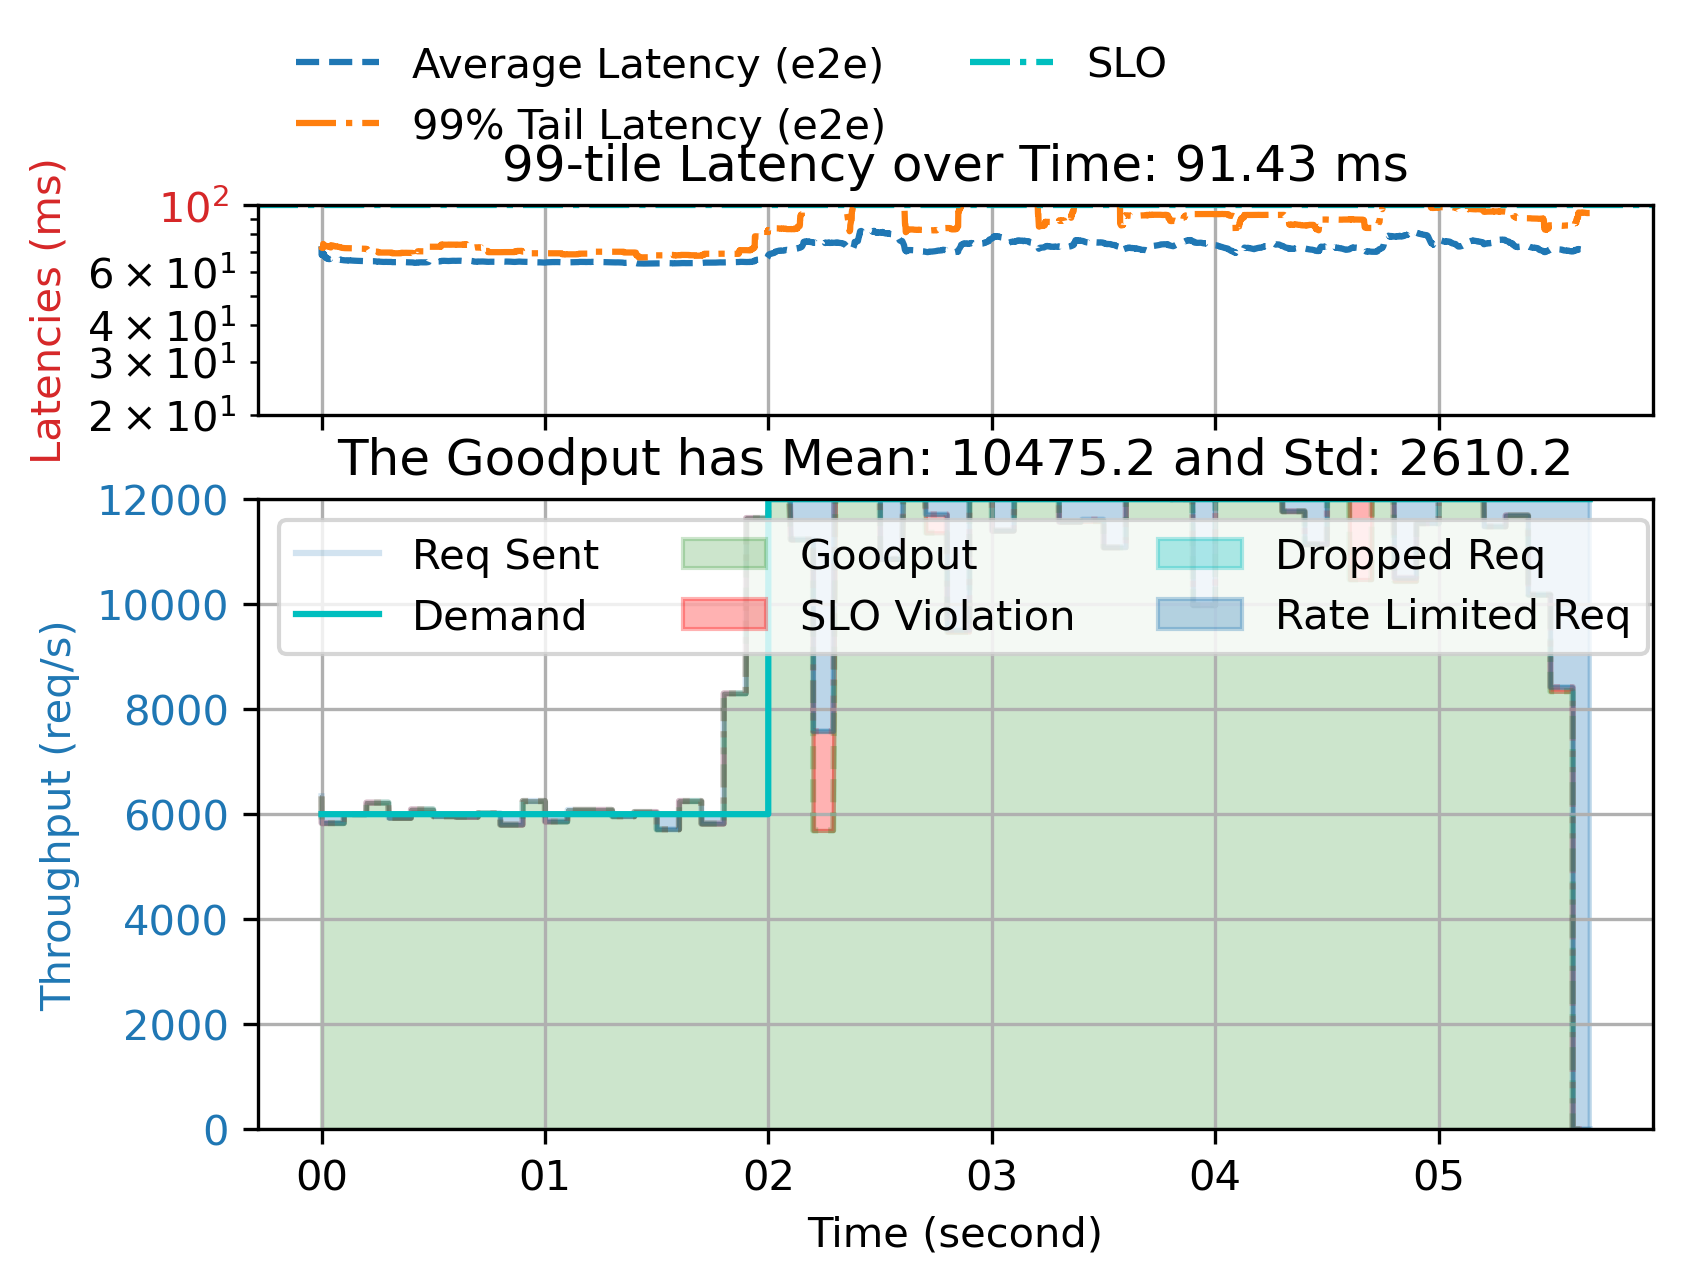 Average Latency (e2e)
SLO
99% Tail Latency (e2e)
99-tile Latency over Time: 91.43 ms
Latencies (ms)
10²
6 × 10¹
4 × 10¹
3 × 10¹
2 × 10¹
The Goodput has Mean: 10475.2 and Std: 2610.2
Throughput (req/s)
12000
10000
8000
6000
4000
2000
0
Req Sent
Goodput
Dropped Req
Demand
SLO Violation
Rate Limited Req
00 01 02 03 04 05
Time (second)